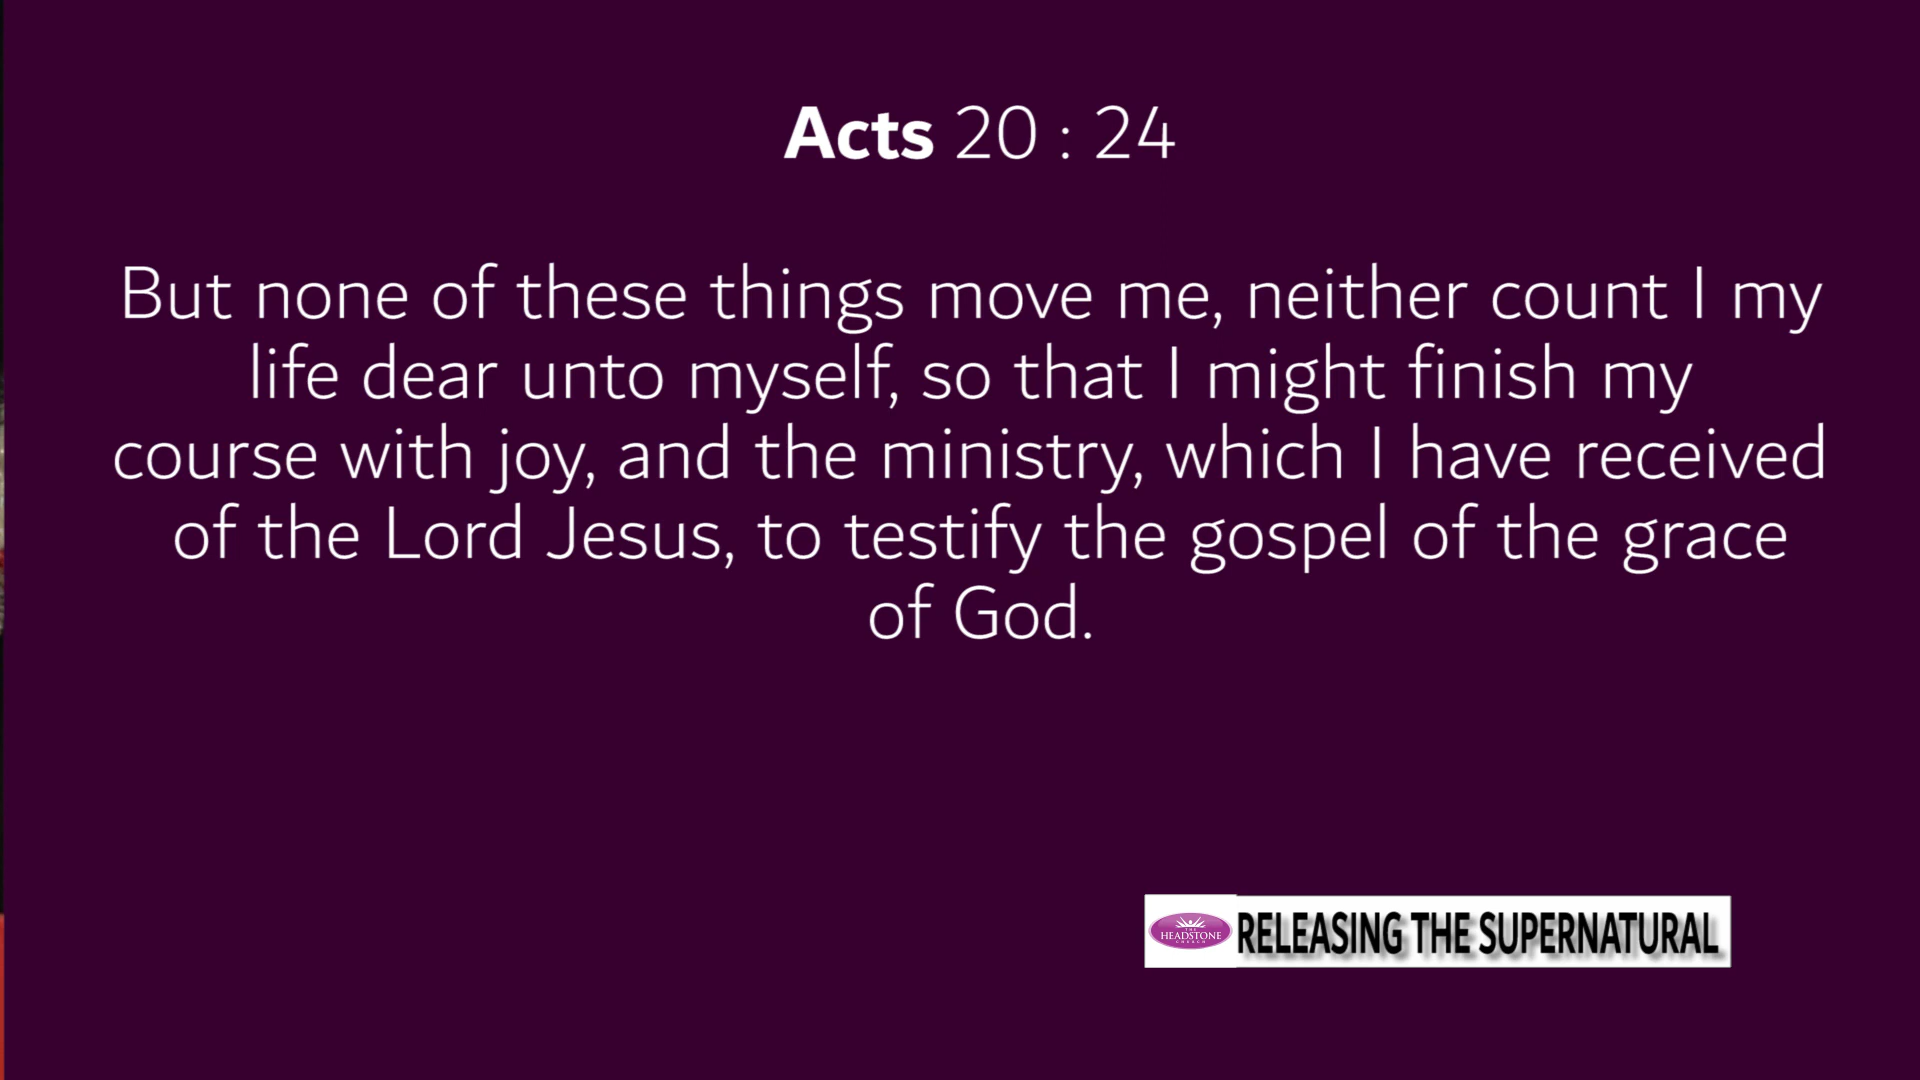 Acts 20 : 24
But none of these things move me, neither count I my
life dear unto myself, so that I might finish my
course with joy, and the ministry, which I have received
of the Lord Jesus, to testify the gospel of the grace
of God.
THE
HEADSTONE
CHURCH
RELEASING THE SUPERNATURAL